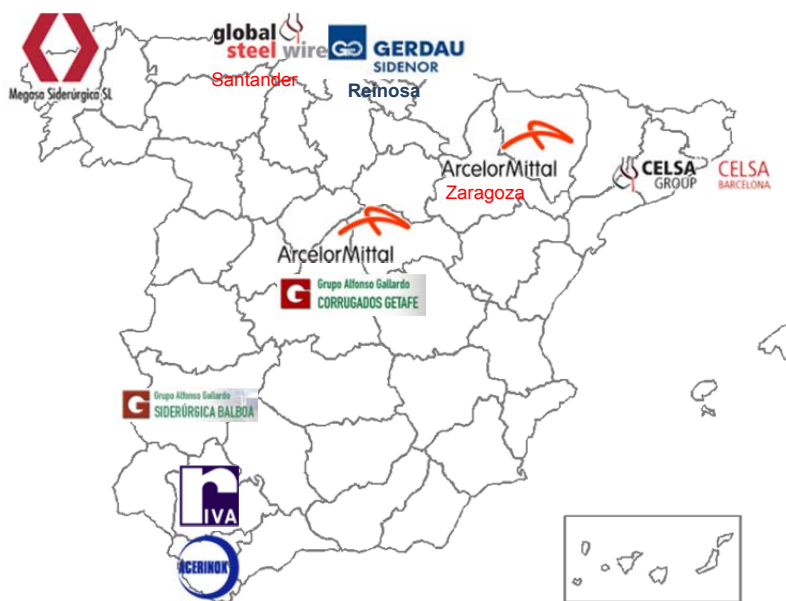 Megasa Siderúrgica SL
global
steel wire
Santander
GERDAU
SIDENOR
Reinosa
ArcelorMittal
Zaragoza
CELSA
GROUP
CELSA
BARCELONA
ArcelorMittal
G
Grupo Alfonso Gallardo
CORRUGADOS GETAFE
G
Grupo Alfonso Gallardo
SIDERÚRGICA BALBOA
rIVA
ACERINOX